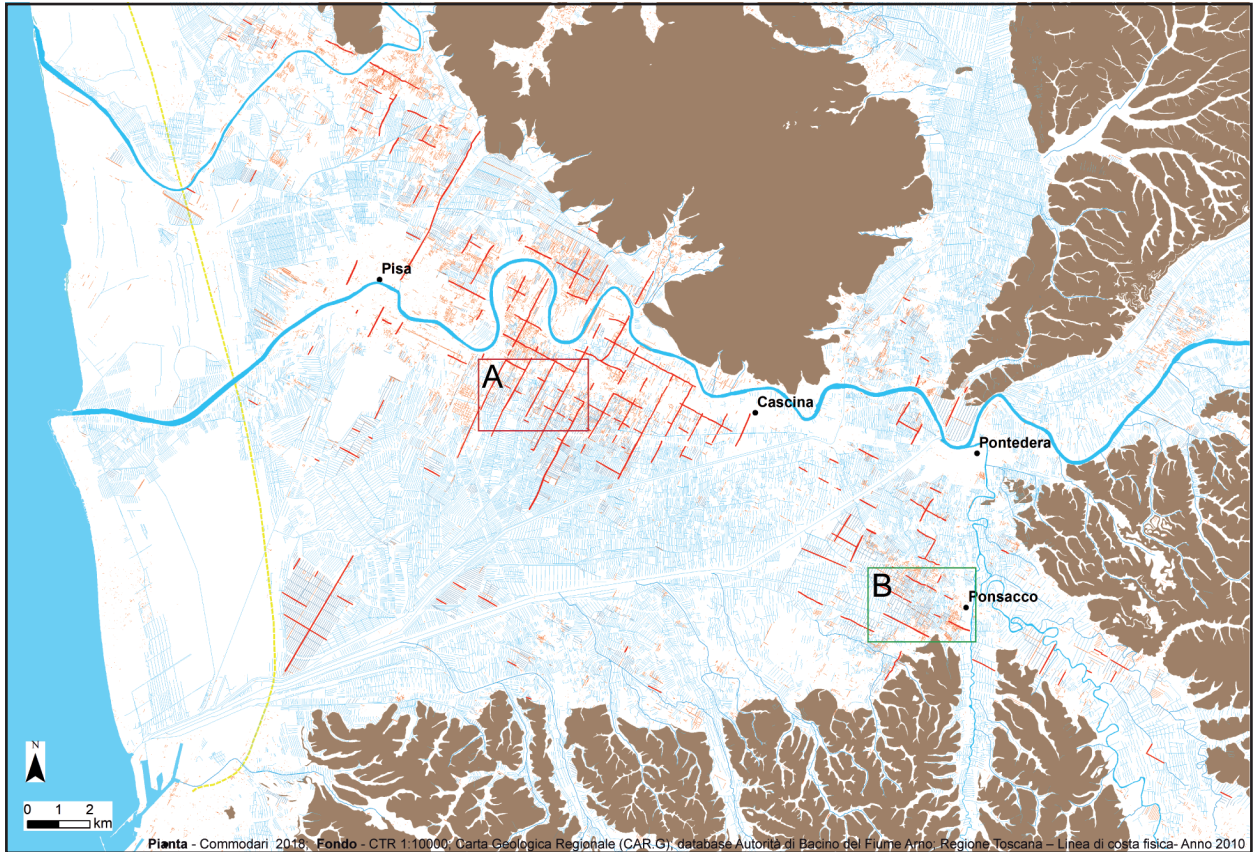 Pisa
A
Cascina
Pontedera
B
Ponsacco
N
0 1 2
km
Pianta - Commodari 2018, Fondo - CTR 1:10000; Carta Geologica Regionale (CAR.G), database Autorità di Bacino del Fiume Arno; Regione Toscana – Linea di costa fisica- Anno 2010